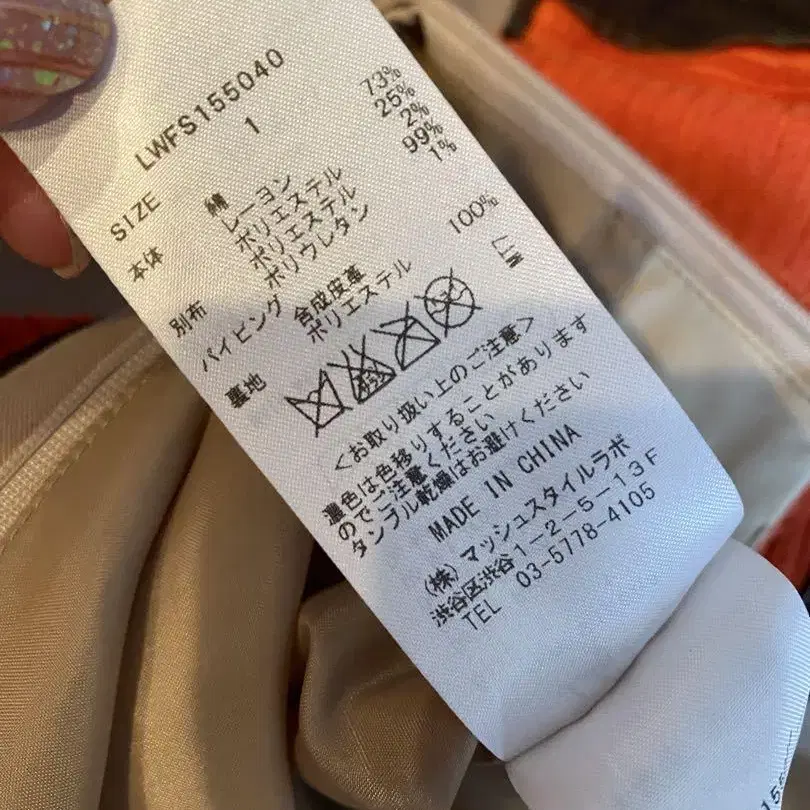 LWFS155040
SIZE 1
本体 綿 73%
レーヨン 25%
ポリエステル 2%
別布 ポリエステル 99%
ポリウレタン 1%
パイピング 合成皮革
裏地 ポリエステル 100%
<お取り扱い上のご注意>
濃色は色移りすることがあります
のでご注意ください
タンブル乾燥はお避けください
MADE IN CHINA
(株)マッシュスタイルラボ
渋谷区渋谷1-2-5-13F
TEL 03-5778-4105